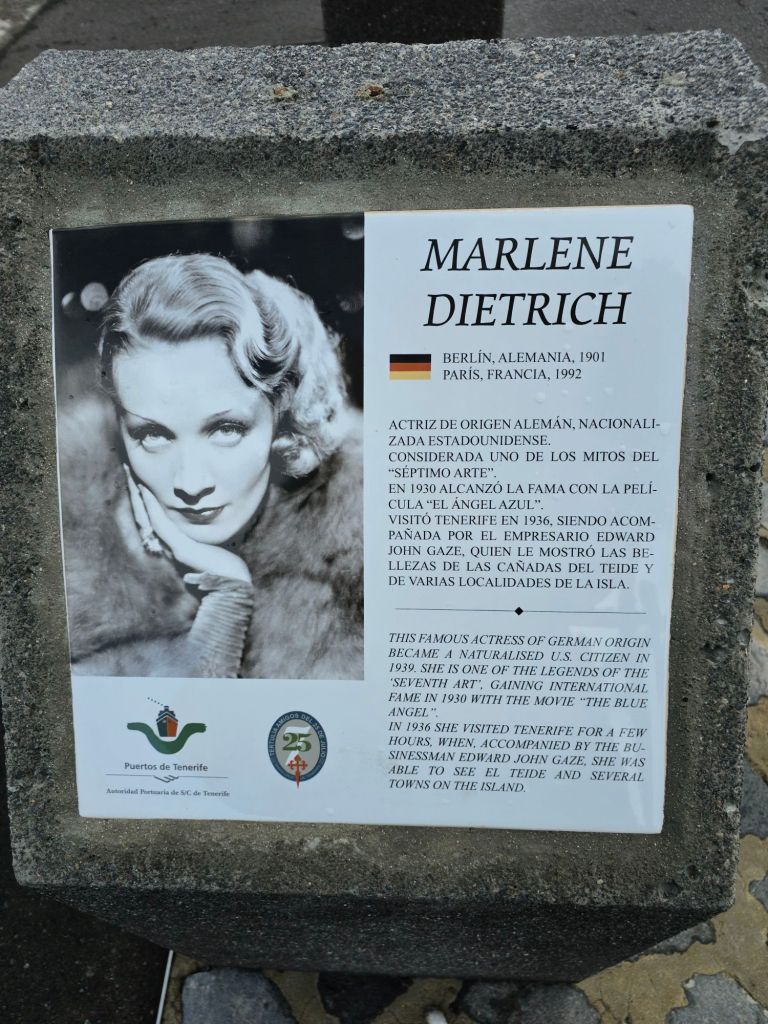 MARLENE
DIETRICH
BERLÍN, ALEMANIA, 1901
PARÍS, FRANCIA, 1992
ACTRIZ DE ORIGEN ALEMÁN, NACIONALI-
ZADA ESTADOUNIDENSE.
CONSIDERADA UNO DE LOS MITOS DEL
“SÉPTIMO ARTE”.
EN 1930 ALCANZÓ LA FAMA CON LA PELÍ-
CULA “EL ÁNGEL AZUL”.
VISITÓ TENERIFE EN 1936, SIENDO ACOM-
PAÑADA POR EL EMPRESARIO EDWARD
JOHN GAZE, QUIEN LE MOSTRÓ LAS BE-
LLEZAS DE LAS CAÑADAS DEL TEIDE Y
DE VARIAS LOCALIDADES DE LA ISLA.
THIS FAMOUS ACTRESS OF GERMAN ORIGIN
BECAME A NATURALISED U.S. CITIZEN IN
1939. SHE IS ONE OF THE LEGENDS OF THE
‘SEVENTH ART’, GAINING INTERNATIONAL
FAME IN 1930 WITH THE MOVIE “THE BLUE
ANGEL”.
IN 1936 SHE VISITED TENERIFE FOR A FEW
HOURS, WHEN, ACCOMPANIED BY THE BU-
SINESSMAN EDWARD JOHN GAZE, SHE WAS
ABLE TO SEE EL TEIDE AND SEVERAL
TOWNS ON THE ISLAND.
Puertos de Tenerife
Autoridad Portuaria de S/C de Tenerife
TERTULIA AMIGOS DEL 25 DE JULIO
25